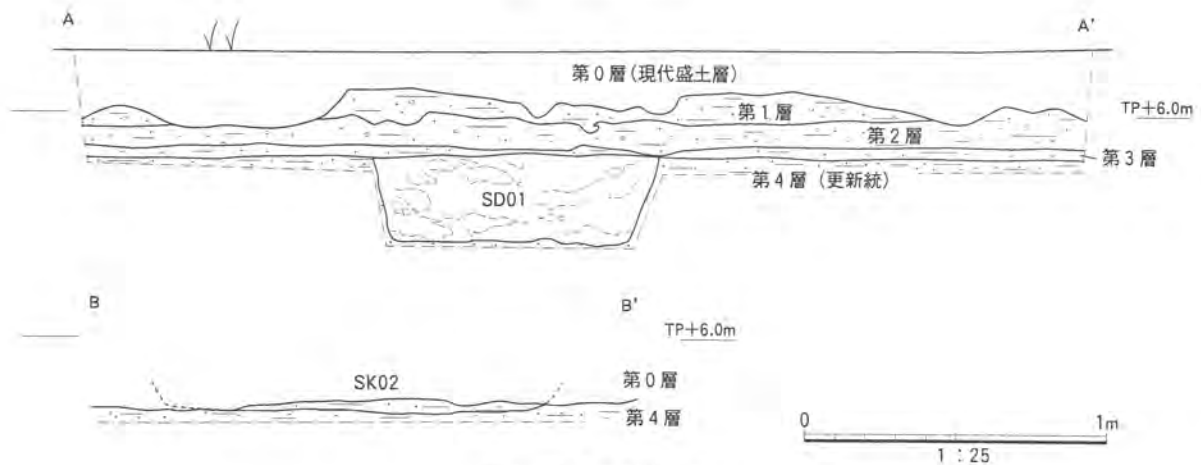 A
A'
第0層(現代盛土層)
TP+6.0m
第1層
第2層
第3層
第4層(更新統)
SD01
B
B'
TP+6.0m
SK02
第0層
第4層
0
1m
1:25